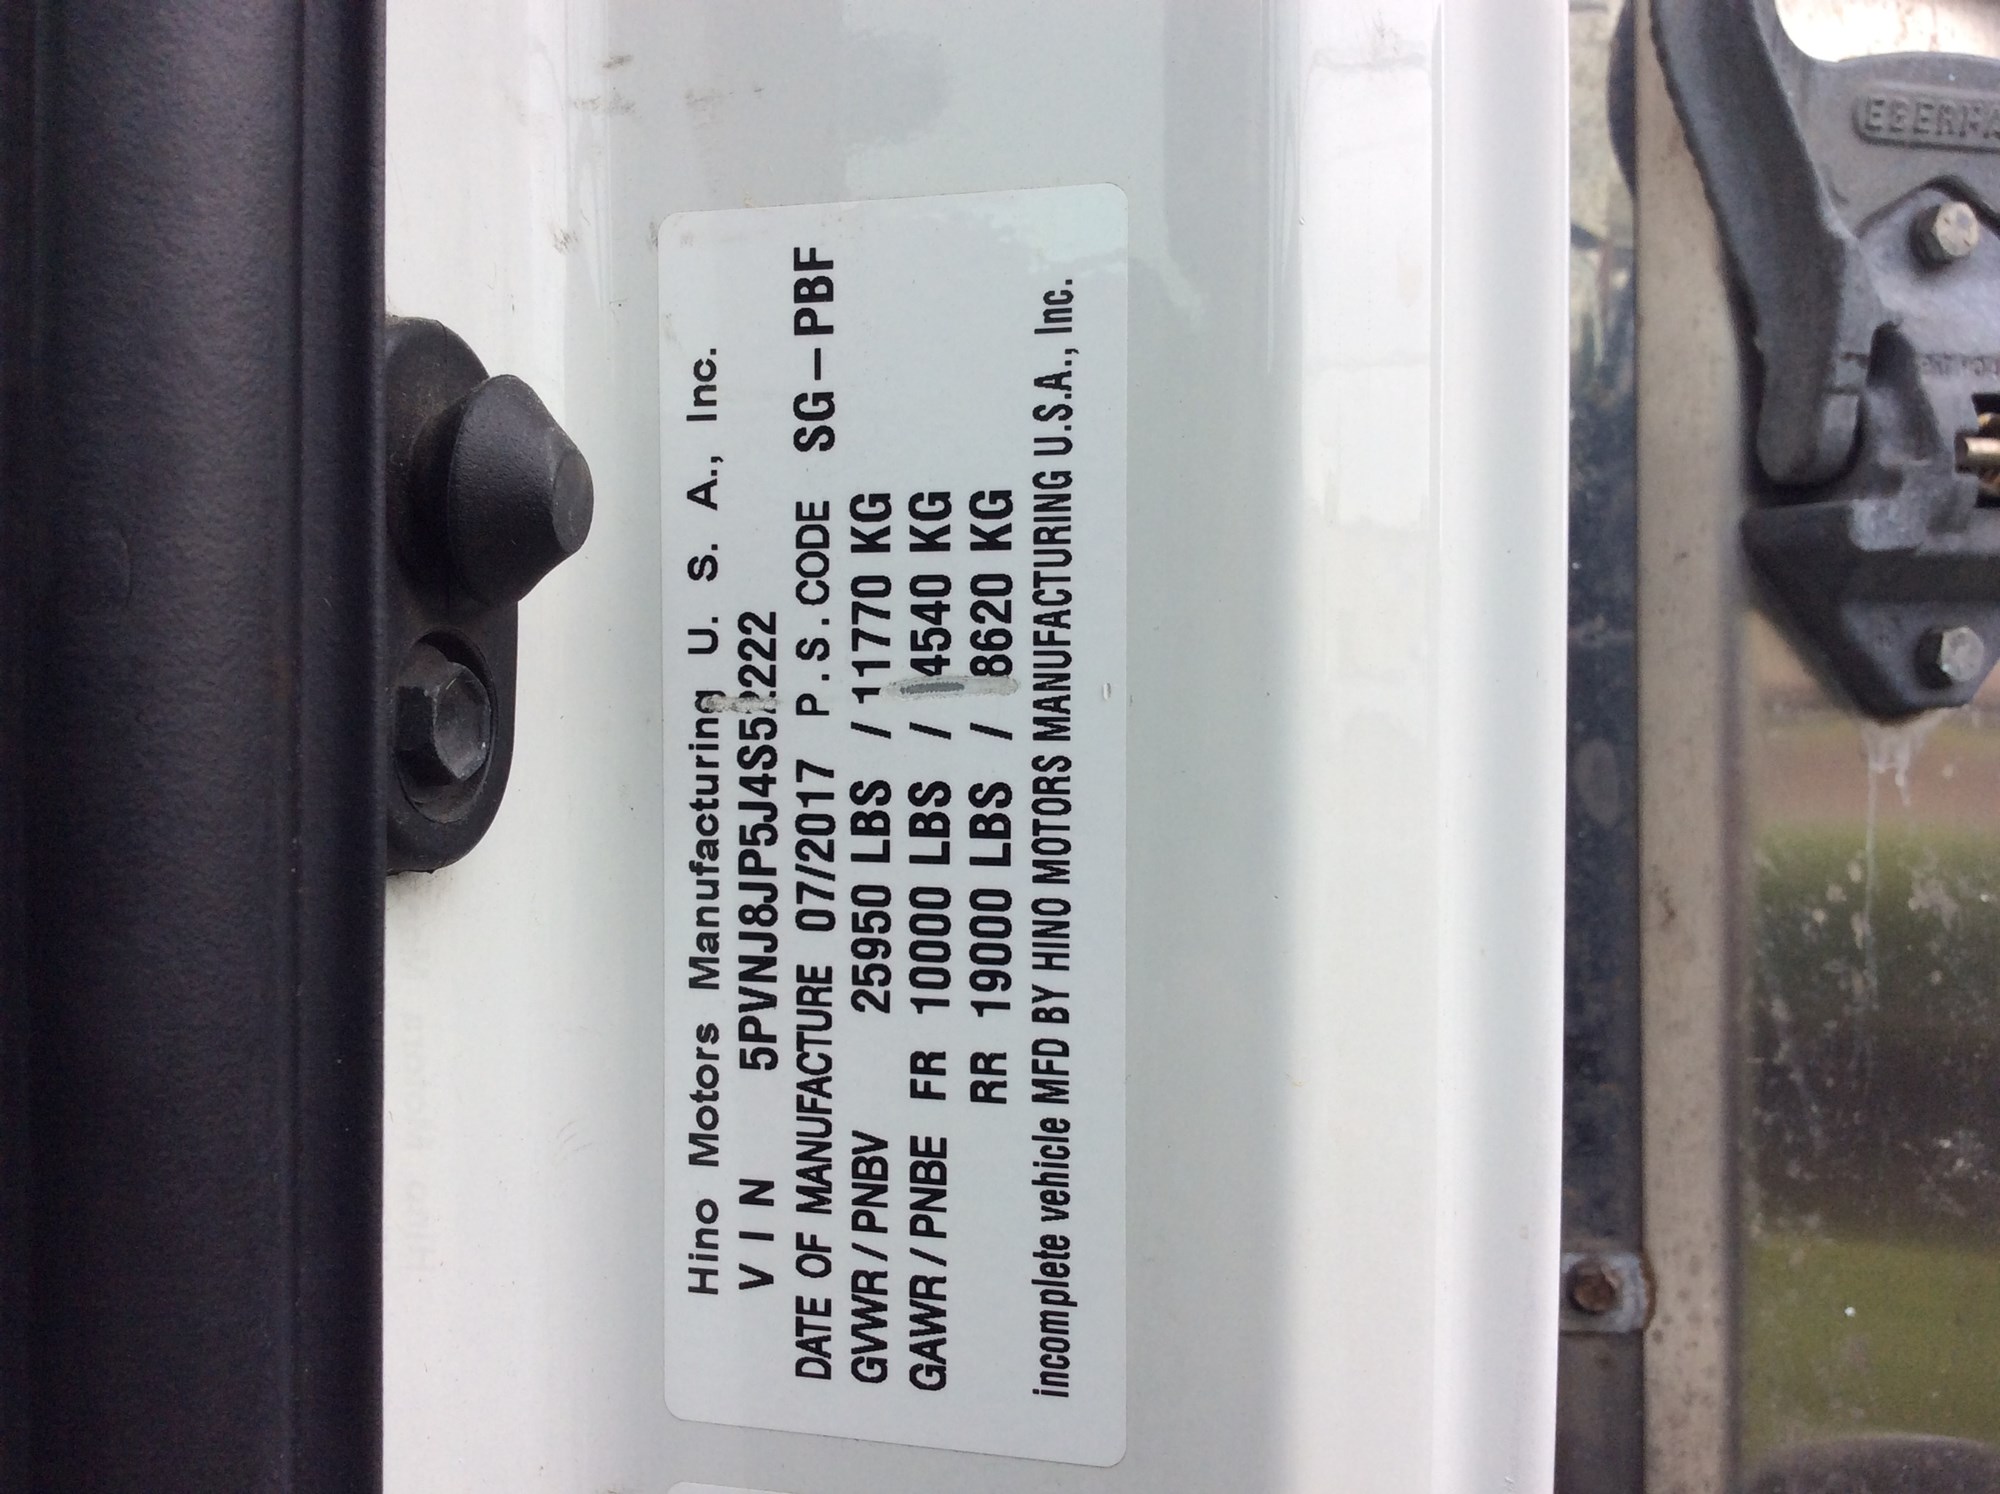 Hino Motors Manufacturing U. S. A., Inc.
VIN 5PVNJ8JP5J4S52222
DATE OF MANUFACTURE 07/2017 P.S.CODE SG-PBF
GVWR/PNBV 25950 LBS /11770 KG
GAWR/PNBE FR 10000 LBS / 4540 KG
RR 19000 LBS / 8620 KG
incomplete vehicle MFD BY HINO MOTORS MANUFACTURING U.S.A., Inc.